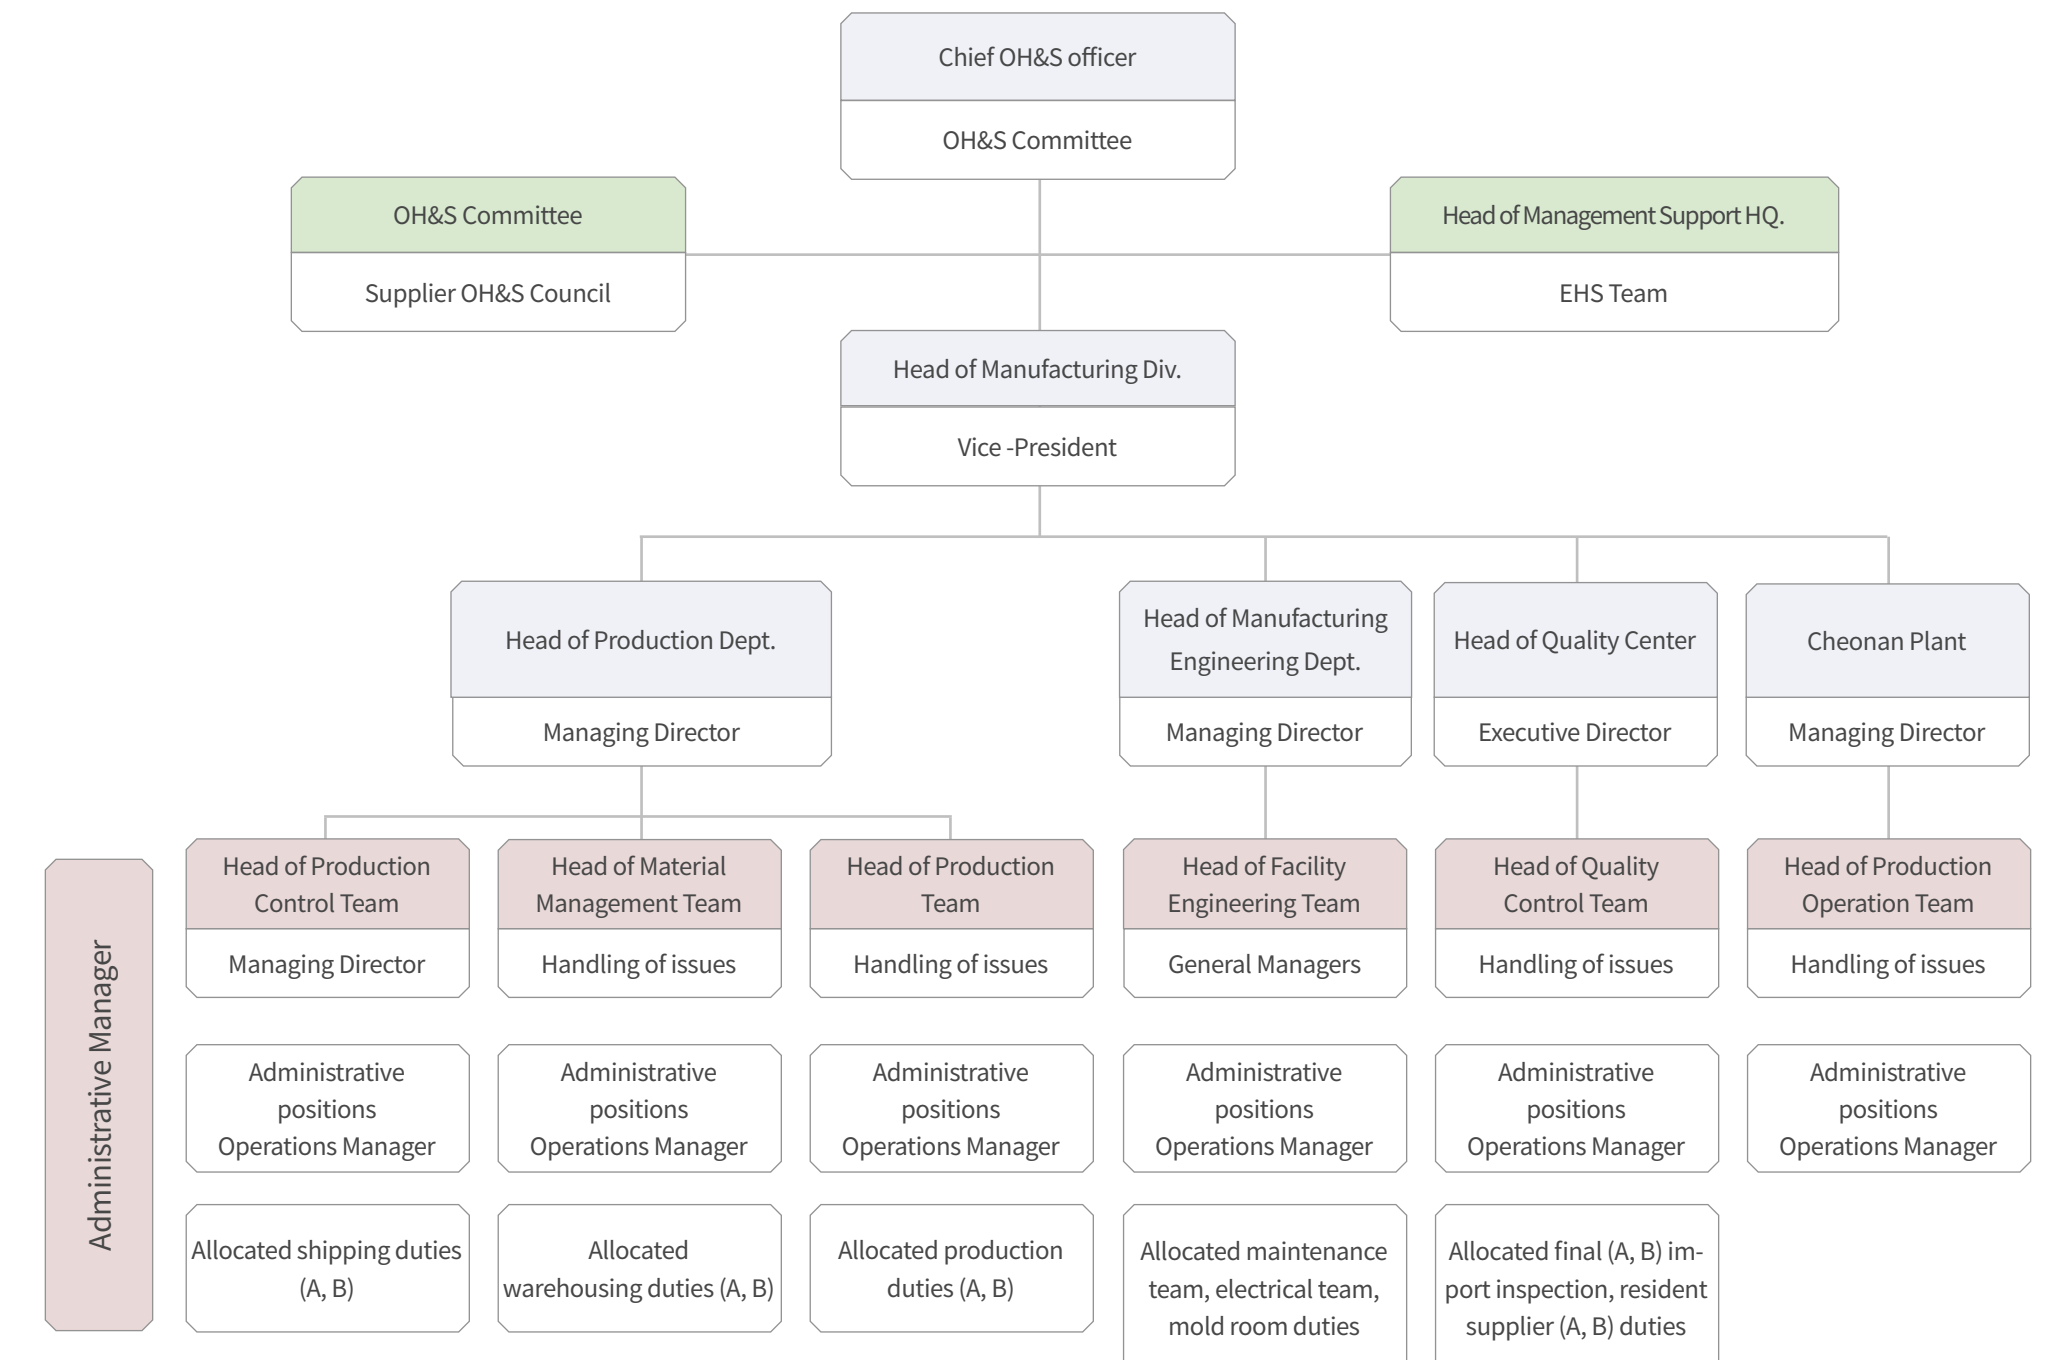 Chief OH&S officer
OH&S Committee
OH&S Committee
Supplier OH&S Council
Head of Management Support HQ.
EHS Team
Head of Manufacturing Div.
Vice -President
Head of Production Dept.
Managing Director
Head of Manufacturing
Engineering Dept.
Managing Director
Head of Quality Center
Executive Director
Cheonan Plant
Managing Director
Administrative Manager
Head of Production
Control Team
Managing Director
Head of Material
Management Team
Handling of issues
Head of Production
Team
Handling of issues
Head of Facility
Engineering Team
General Managers
Head of Quality
Control Team
Handling of issues
Head of Production
Operation Team
Handling of issues
Administrative
positions
Operations Manager
Administrative
positions
Operations Manager
Administrative
positions
Operations Manager
Administrative
positions
Operations Manager
Administrative
positions
Operations Manager
Administrative
positions
Operations Manager
Allocated shipping duties
(A, B)
Allocated
warehousing duties (A, B)
Allocated production
duties (A, B)
Allocated maintenance
team, electrical team,
mold room duties
Allocated final (A, B) im-
port inspection, resident
supplier (A, B) duties